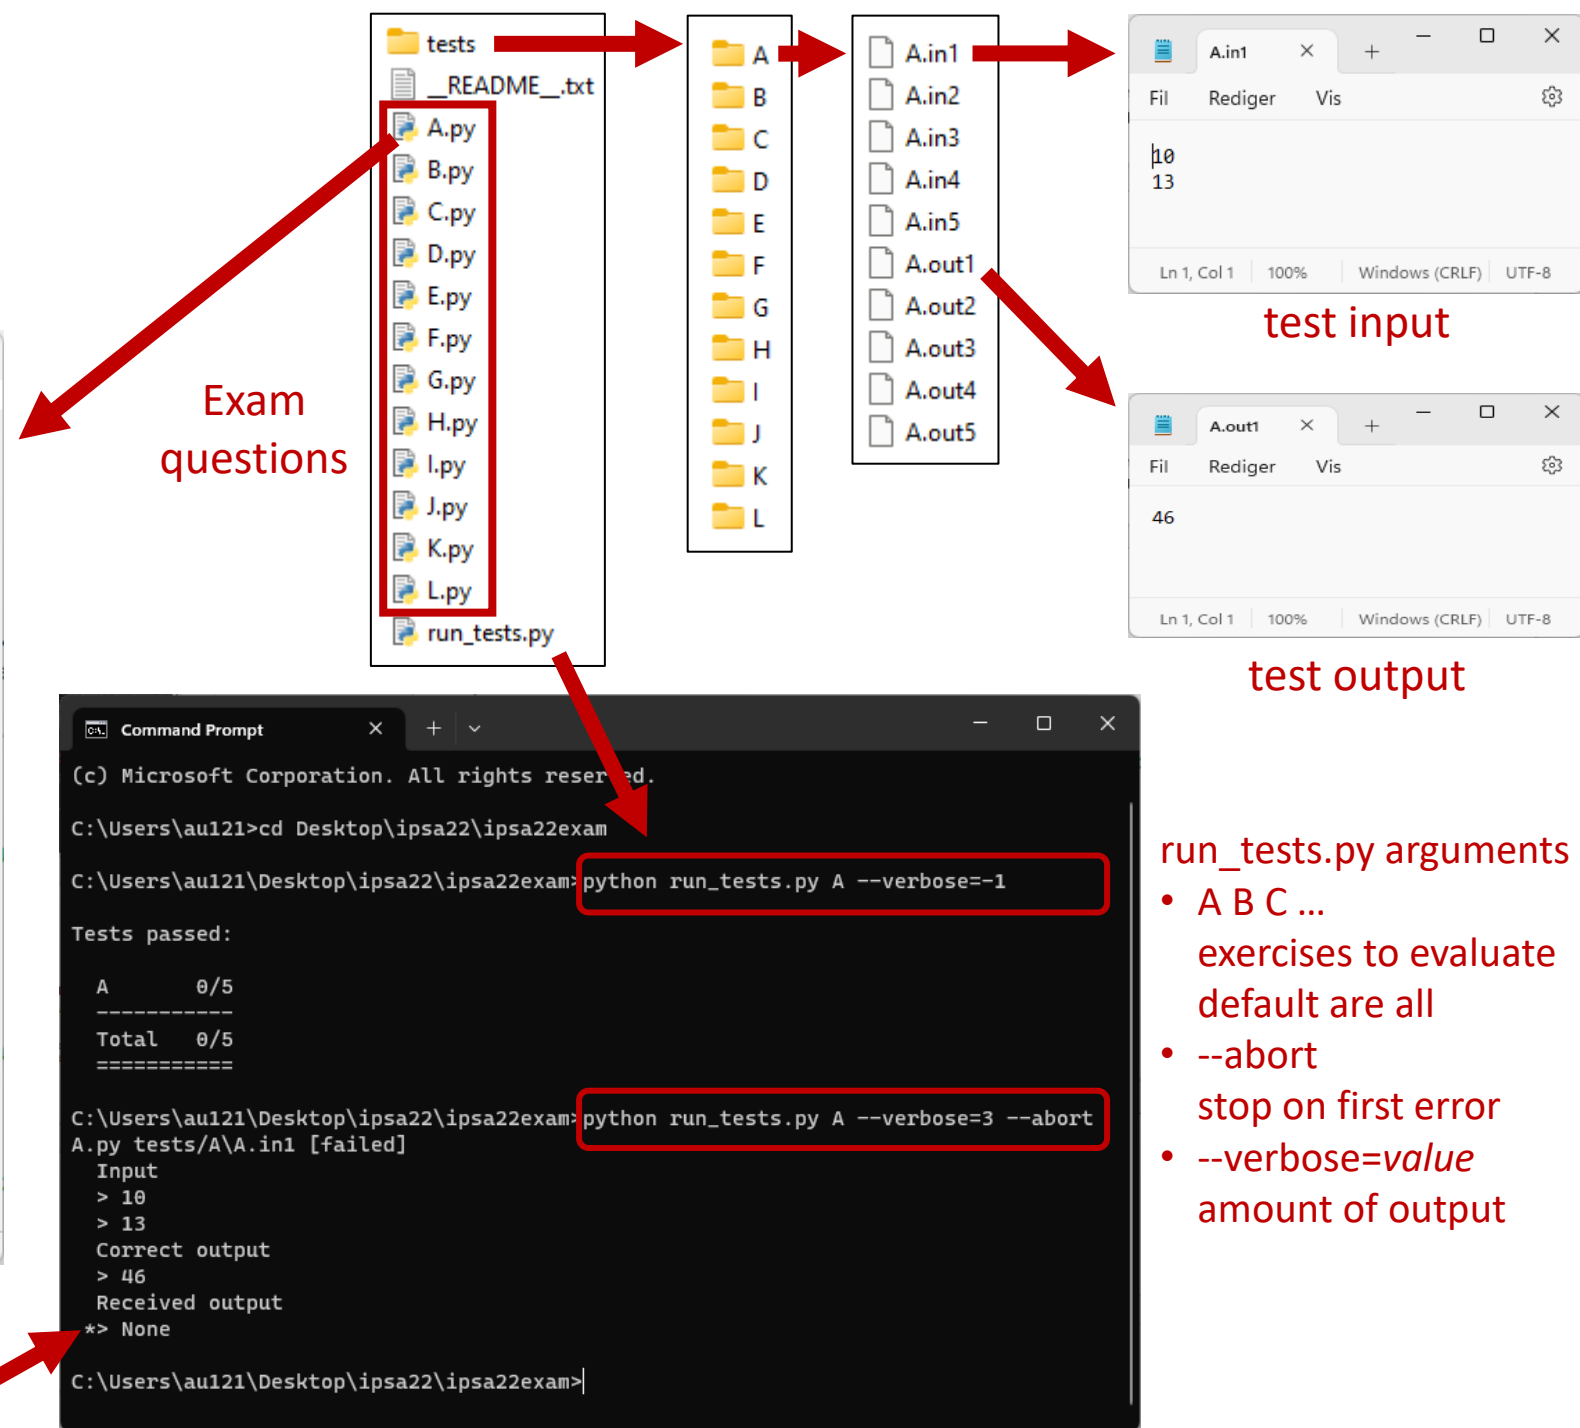 tests
__README__.txt
A.py
B.py
C.py
D.py
E.py
F.py
G.py
H.py
I.py
J.py
K.py
L.py
run_tests.py
Exam
questions
A
B
C
D
E
F
G
H
I
J
K
L
A.in1
A.in2
A.in3
A.in4
A.in5
A.out1
A.out2
A.out3
A.out4
A.out5
A.in1
Fil Rediger Vis
10
13
Ln 1, Col 1 100% Windows (CRLF) UTF-8
test input
A.out1
Fil Rediger Vis
46
Ln 1, Col 1 100% Windows (CRLF) UTF-8
test output
Command Prompt
(c) Microsoft Corporation. All rights reserved.
C:\Users\au121>cd Desktop\ipsa22\ipsa22exam
C:\Users\au121\Desktop\ipsa22\ipsa22exam>python run_tests.py A --verbose=-1
Tests passed:
A 0/5
-----------
Total 0/5
===========
C:\Users\au121\Desktop\ipsa22\ipsa22exam>python run_tests.py A --verbose=3 --abort
A.py tests/A\A.in1 [failed]
Input
> 10
> 13
Correct output
> 46
Received output
*> None
C:\Users\au121\Desktop\ipsa22\ipsa22exam>
run_tests.py arguments
• A B C ...
exercises to evaluate
default are all
• --abort
stop on first error
• --verbose=value
amount of output